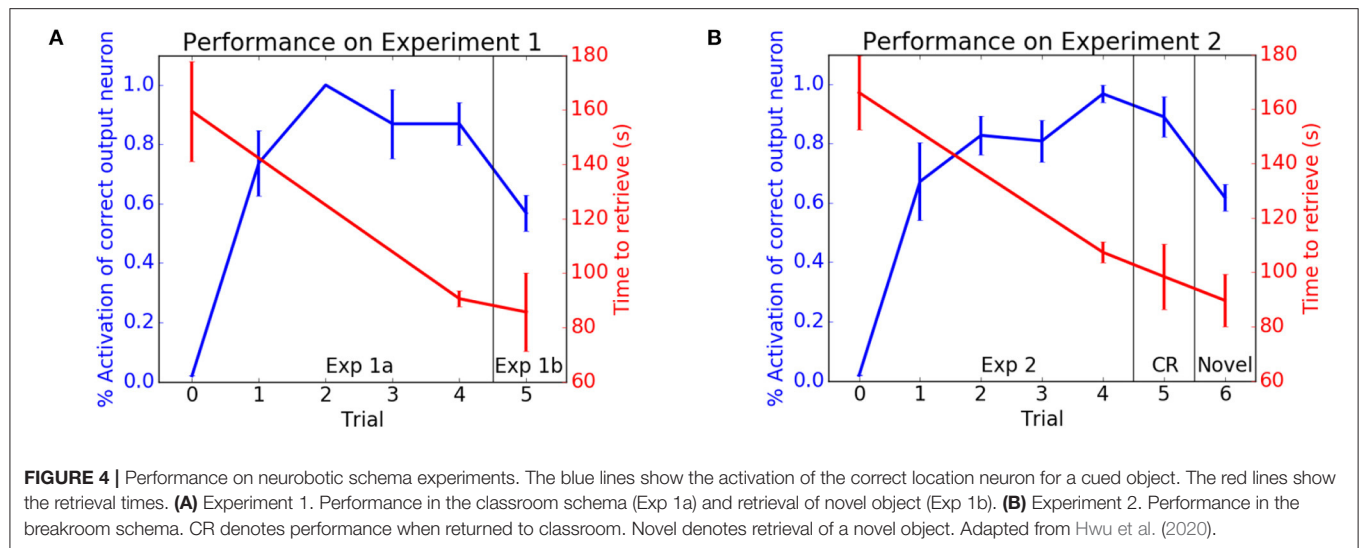 A
Performance on Experiment 1
% Activation of correct output neuron
1.0
0.8
0.6
0.4
0.2
0.0
180
160
140
120
100
80
60
Time to retrieve (s)
Exp 1a
Exp 1b
0 1 2 3 4 5
Trial
B
Performance on Experiment 2
% Activation of correct output neuron
1.0
0.8
0.6
0.4
0.2
0.0
180
160
140
120
100
80
60
Time to retrieve (s)
Exp 2
CR
Novel
0 1 2 3 4 5 6
Trial
FIGURE 4 | Performance on neurobotic schema experiments. The blue lines show the activation of the correct location neuron for a cued object. The red lines show
the retrieval times. (A) Experiment 1. Performance in the classroom schema (Exp 1a) and retrieval of novel object (Exp 1b). (B) Experiment 2. Performance in the
breakroom schema. CR denotes performance when returned to classroom. Novel denotes retrieval of a novel object. Adapted from Hwu et al. (2020).